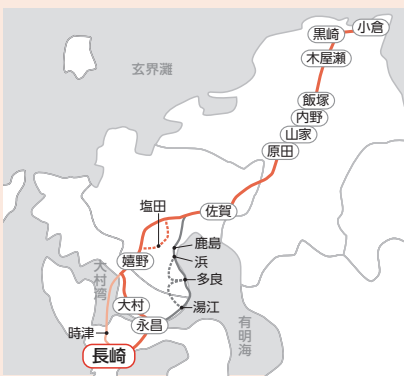 小倉
黒崎
木屋瀬
玄界灘
飯塚
内野
山家
原田
塩田
佐賀
鹿島
浜
嬉野
多良
大村湾
大村
湯江
永昌
有明海
時津
長崎